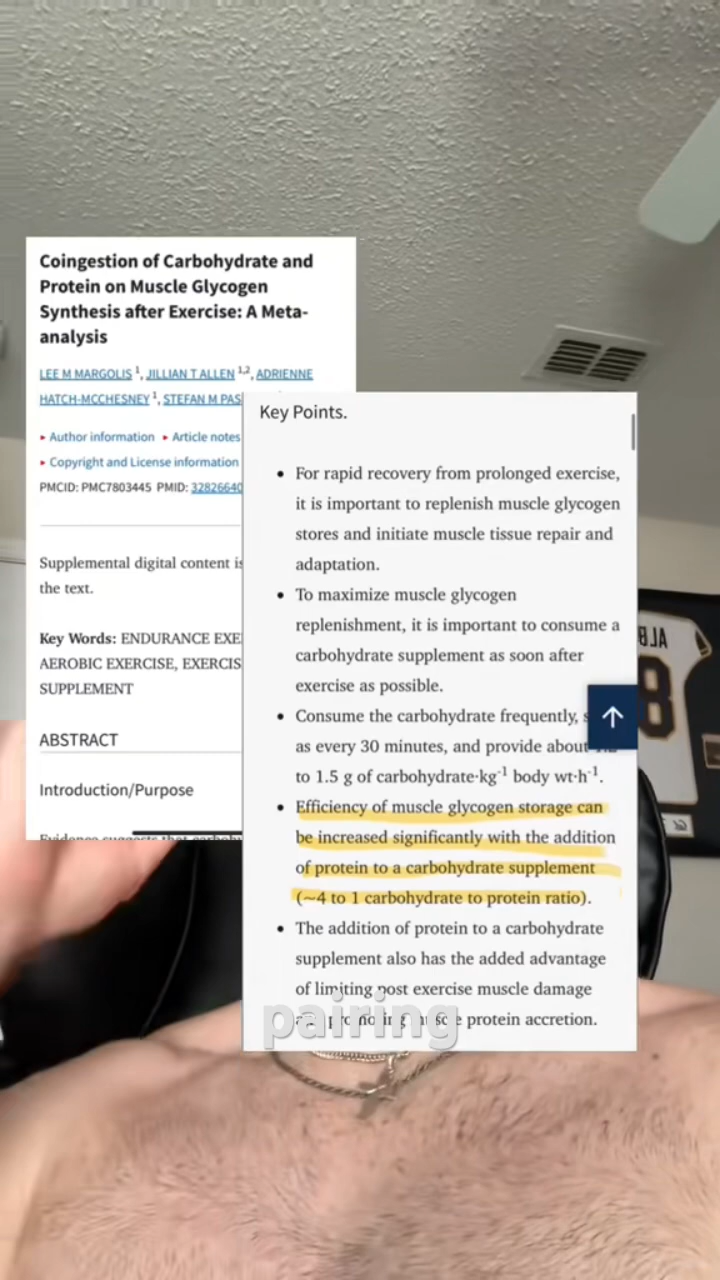 Coingestion of Carbohydrate and
Protein on Muscle Glycogen
Synthesis after Exercise: A Meta-
analysis
LEE M MARGOLIS 1, JILLIAN T ALLEN 1,2, ADRIENNE
HATCH-MCCHESNEY 1, STEFAN M PAS
▸ Author information ▸ Article notes
▸ Copyright and License information
PMCID: PMC7803445 PMID: 32826640
Supplemental digital content is
the text.
Key Words: ENDURANCE EXE
AEROBIC EXERCISE, EXERCIS
SUPPLEMENT
ABSTRACT
Introduction/Purpose
Evidence suggests that
Key Points.
• For rapid recovery from prolonged exercise,
it is important to replenish muscle glycogen
stores and initiate muscle tissue repair and
adaptation.
• To maximize muscle glycogen
replenishment, it is important to consume a
carbohydrate supplement as soon after
exercise as possible.
• Consume the carbohydrate frequently, s
as every 30 minutes, and provide about
to 1.5 g of carbohydrate·kg-1 body wt·h-1.
• Efficiency of muscle glycogen storage can
be increased significantly with the addition
of protein to a carbohydrate supplement
(~4 to 1 carbohydrate to protein ratio).
• The addition of protein to a carbohydrate
supplement also has the added advantage
of limiting post exercise muscle damage
promoting muscle protein accretion.
pairing
ALB
8